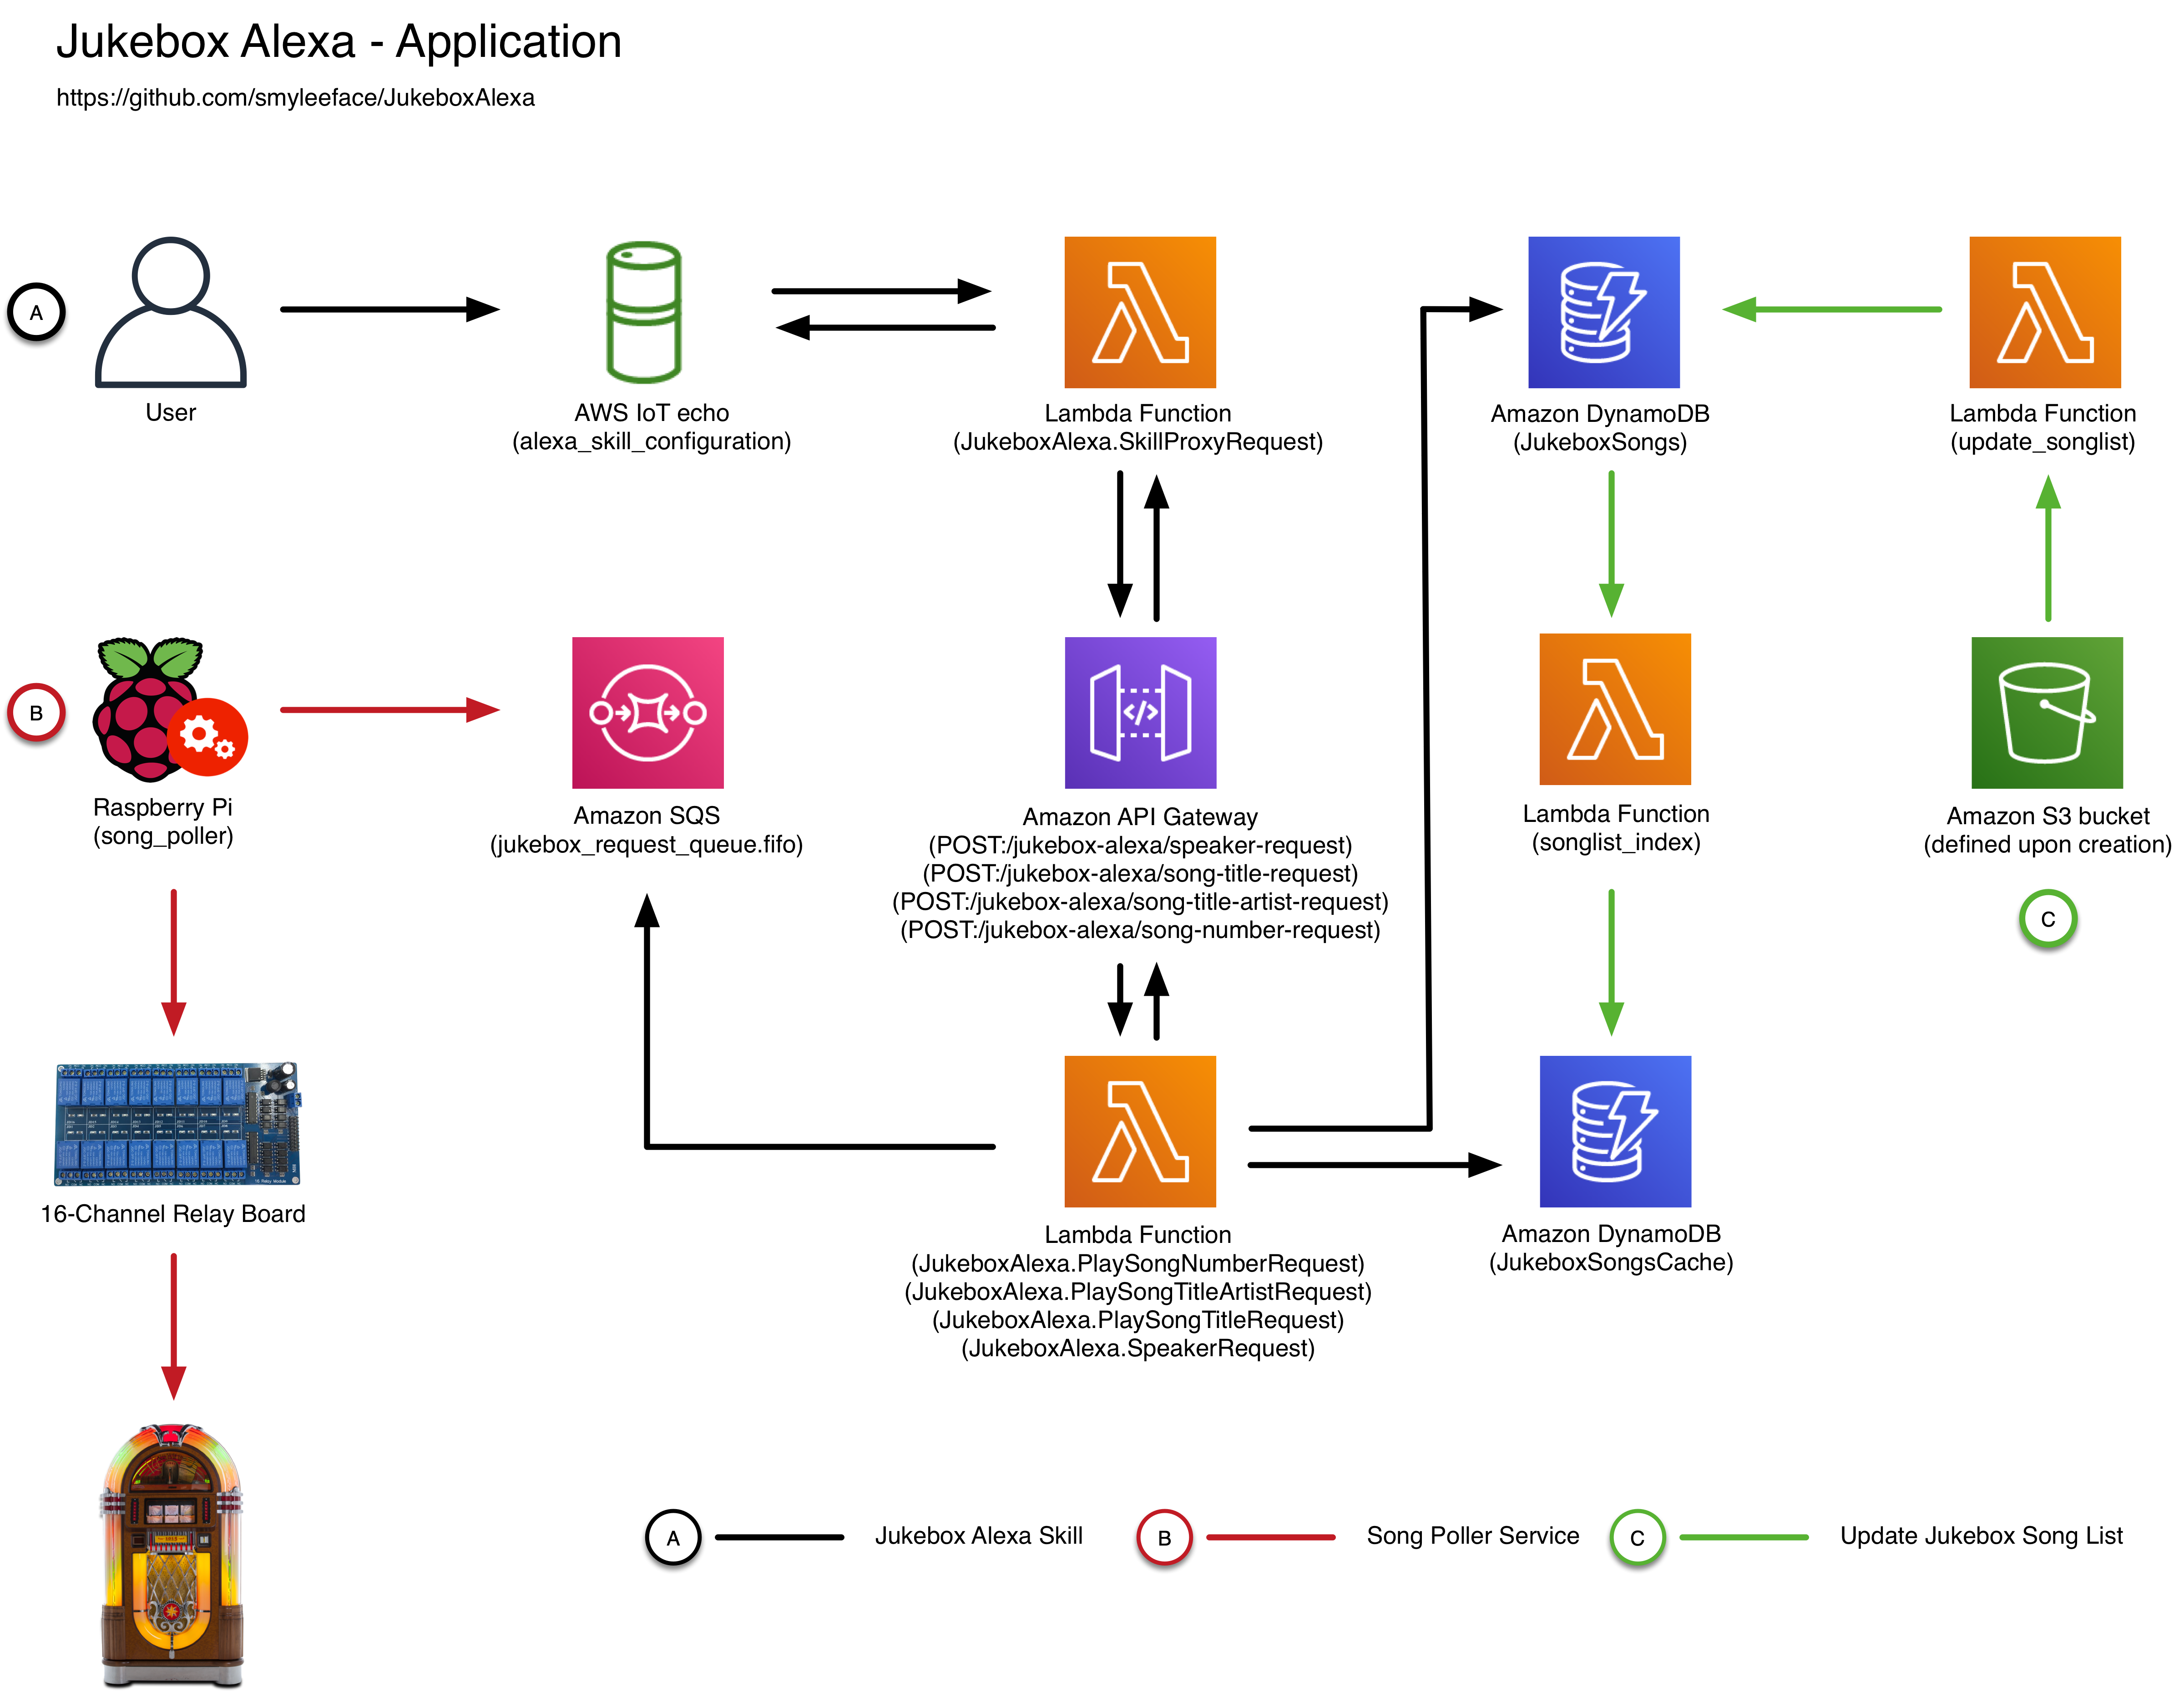 Jukebox Alexa - Application
https://github.com/smyleeface/JukeboxAlexa
A
User
AWS IoT echo
(alexa_skill_configuration)
Lambda Function
(JukeboxAlexa.SkillProxyRequest)
Amazon DynamoDB
(JukeboxSongs)
Lambda Function
(update_songlist)
B
Raspberry Pi
(song_poller)
Amazon SQS
(jukebox_request_queue.fifo)
Amazon API Gateway
(POST:/jukebox-alexa/speaker-request)
(POST:/jukebox-alexa/song-title-request)
(POST:/jukebox-alexa/song-title-artist-request)
(POST:/jukebox-alexa/song-number-request)
Lambda Function
(songlist_index)
Amazon S3 bucket
(defined upon creation)
C
16-Channel Relay Board
Lambda Function
(JukeboxAlexa.PlaySongNumberRequest)
(JukeboxAlexa.PlaySongTitleArtistRequest)
(JukeboxAlexa.PlaySongTitleRequest)
(JukeboxAlexa.SpeakerRequest)
Amazon DynamoDB
(JukeboxSongsCache)
A
Jukebox Alexa Skill
B
Song Poller Service
C
Update Jukebox Song List